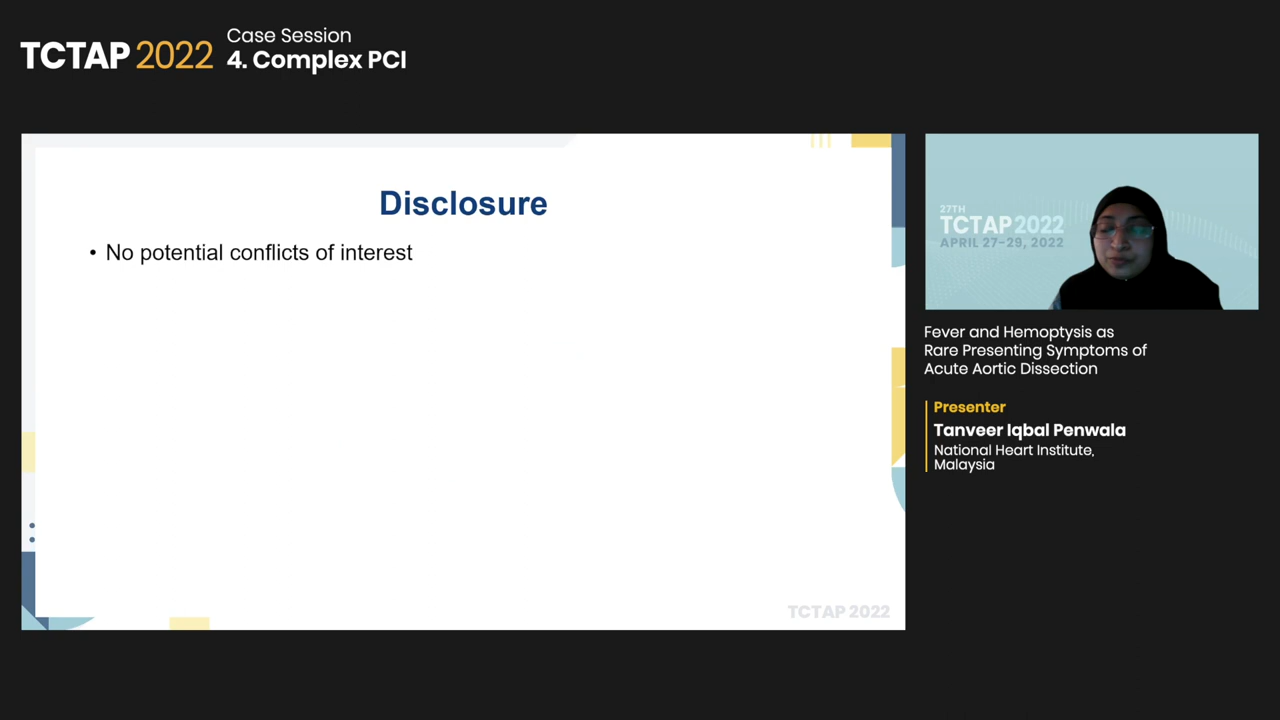 TCTAP 2022
Case Session
4. Complex PCI
Disclosure
• No potential conflicts of interest
TCTAP 2022
27TH
TCTAP 2022
APRIL 27-29, 2022
Fever and Hemoptysis as
Rare Presenting Symptoms of
Acute Aortic Dissection
Presenter
Tanveer Iqbal Penwala
National Heart Institute,
Malaysia